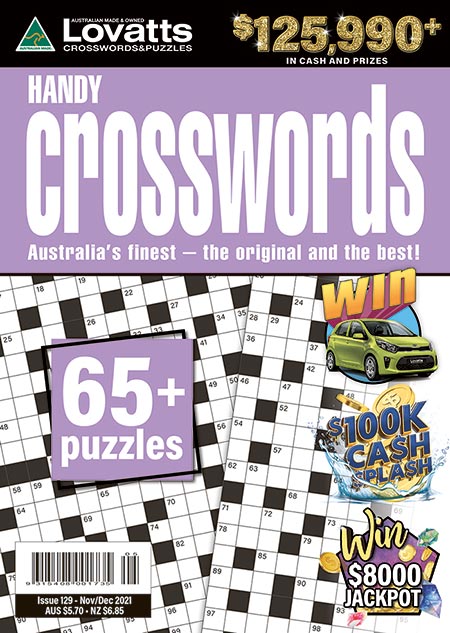 AUSTRALIAN MADE & OWNED
Lovatts
CROSSWORDS&PUZZLES
AUSTRALIAN MADE
$125,990+
IN CASH AND PRIZES
HANDY
crosswords
Australia's finest – the original and the best!
win
65+
puzzles
$100K
CASH
SPLASH
Win
$8000
JACKPOT
Issue 129 - Nov/Dec 2021
AUS $5.70 - NZ $6.85